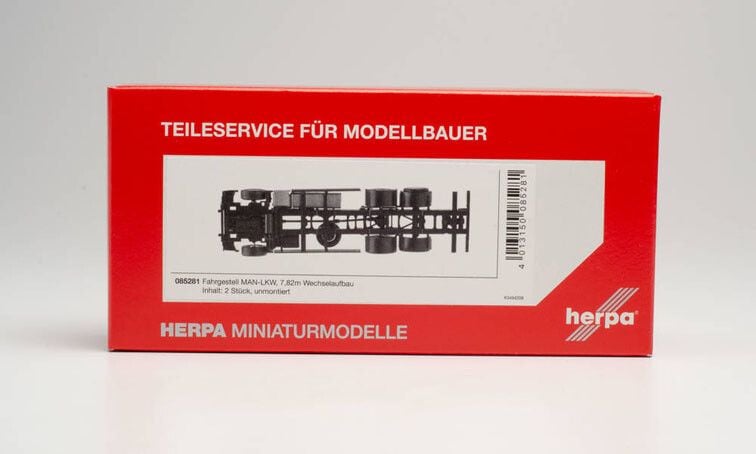 TEILESERVICE FÜR MODELLBAUER
4 013150 085281
085281 Fahrgestell MAN-LKW, 7,82m Wechselaufbau
Inhalt: 2 Stück, unmontiert
HERPA MINIATURMODELLE
herpa